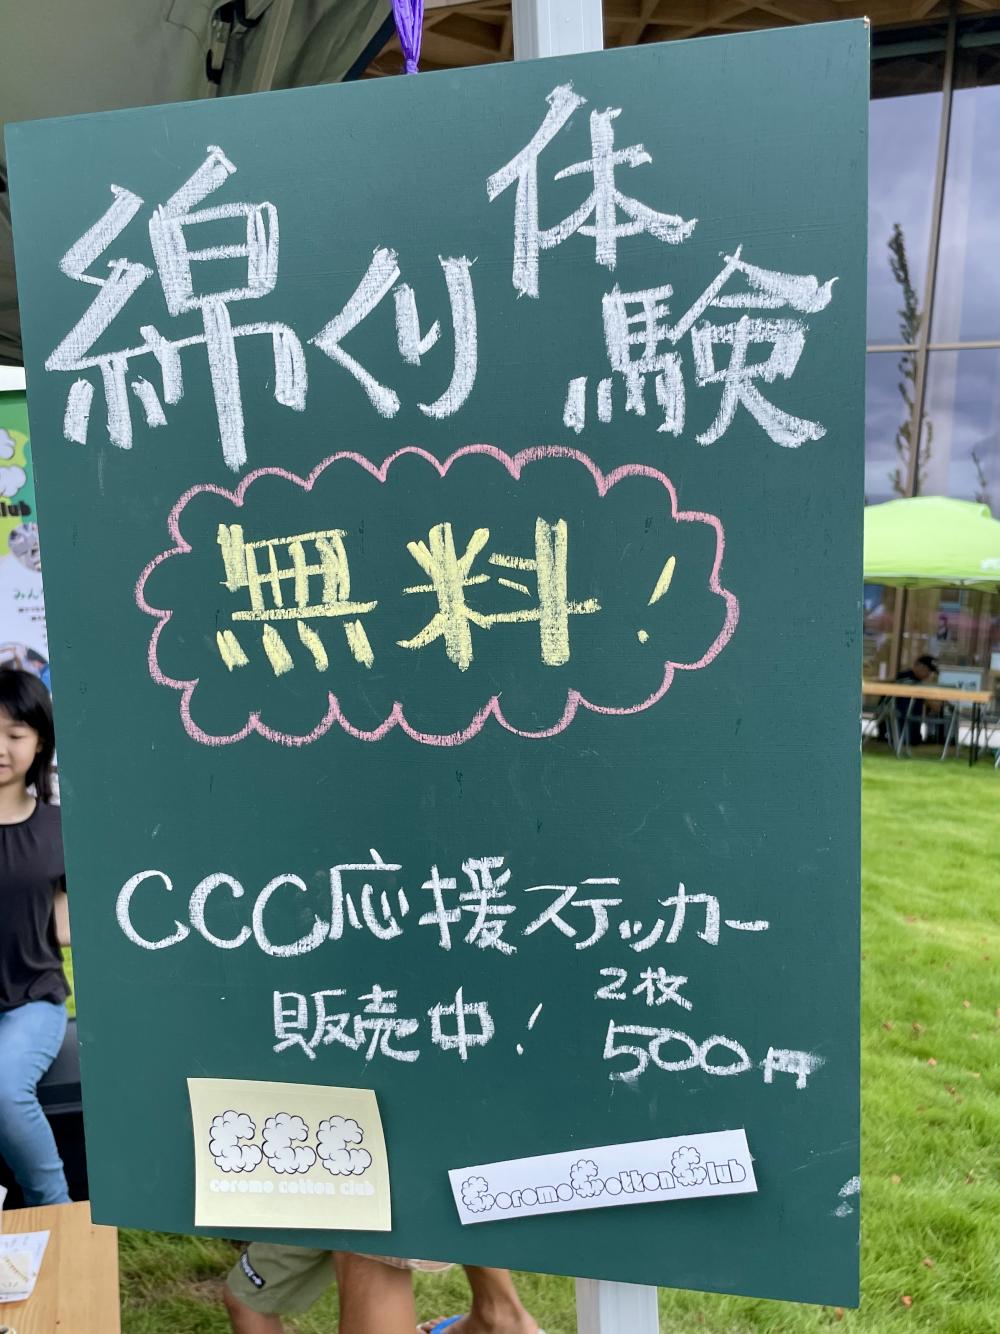 綿くり体験
無料!
CCC応援ステッカー
販売中!
2枚
500円
CCC
coromo cotton club
Coromo Cotton Club
lub